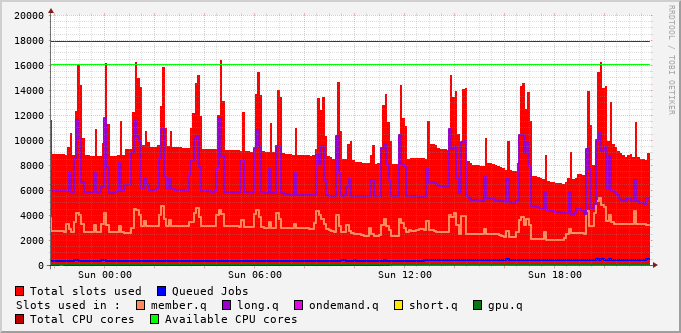 RRDTOOL / TOBI OETIKER
20000
18000
16000
14000
12000
10000
8000
6000
4000
2000
0
Sun 00:00 Sun 06:00 Sun 12:00 Sun 18:00
Total slots used Queued Jobs
Slots used in : member.q long.q ondemand.q short.q gpu.q
Total CPU cores Available CPU cores